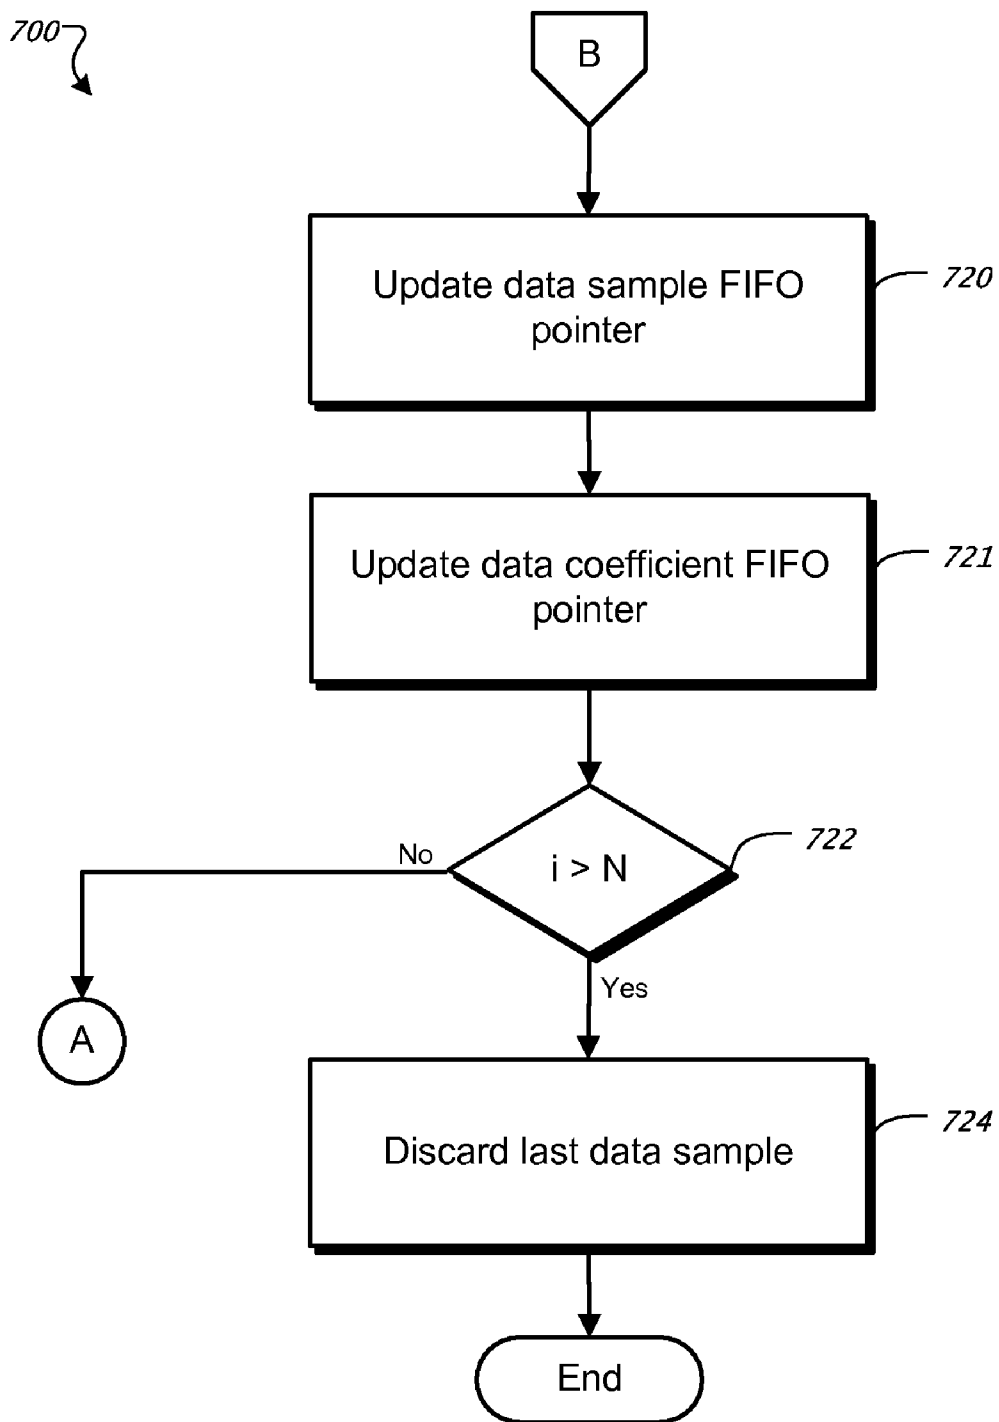 700
B
Update data sample FIFO
pointer
720
Update data coefficient FIFO
pointer
721
i > N
722
No
Yes
A
Discard last data sample
724
End